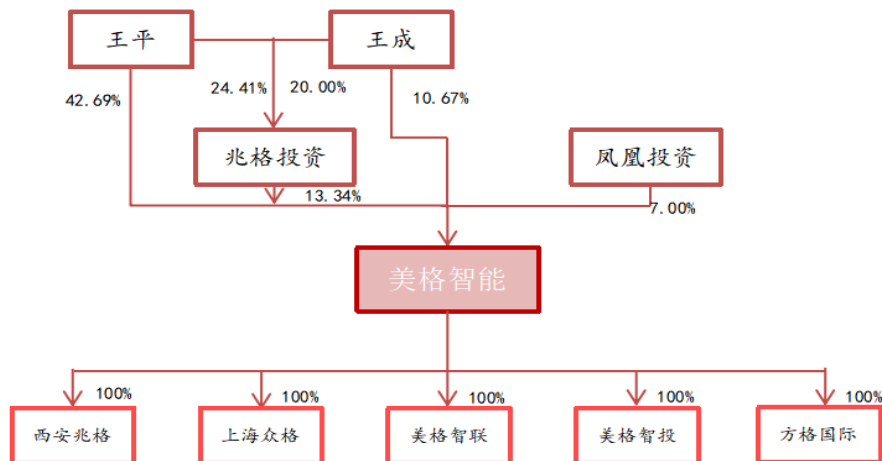 王平
王成
24.41%
20.00%
42.69%
10.67%
兆格投资
凤凰投资
13.34%
7.00%
美格智能
100%
100%
100%
100%
100%
西安兆格
上海众格
美格智联
美格智投
方格国际